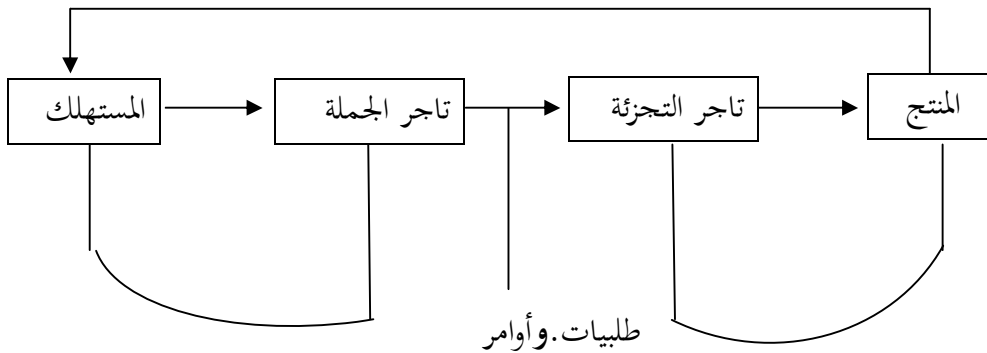 المنتج
تاجر التجزئة
تاجر الجملة
المستهلك
طلبيات.وأوامر